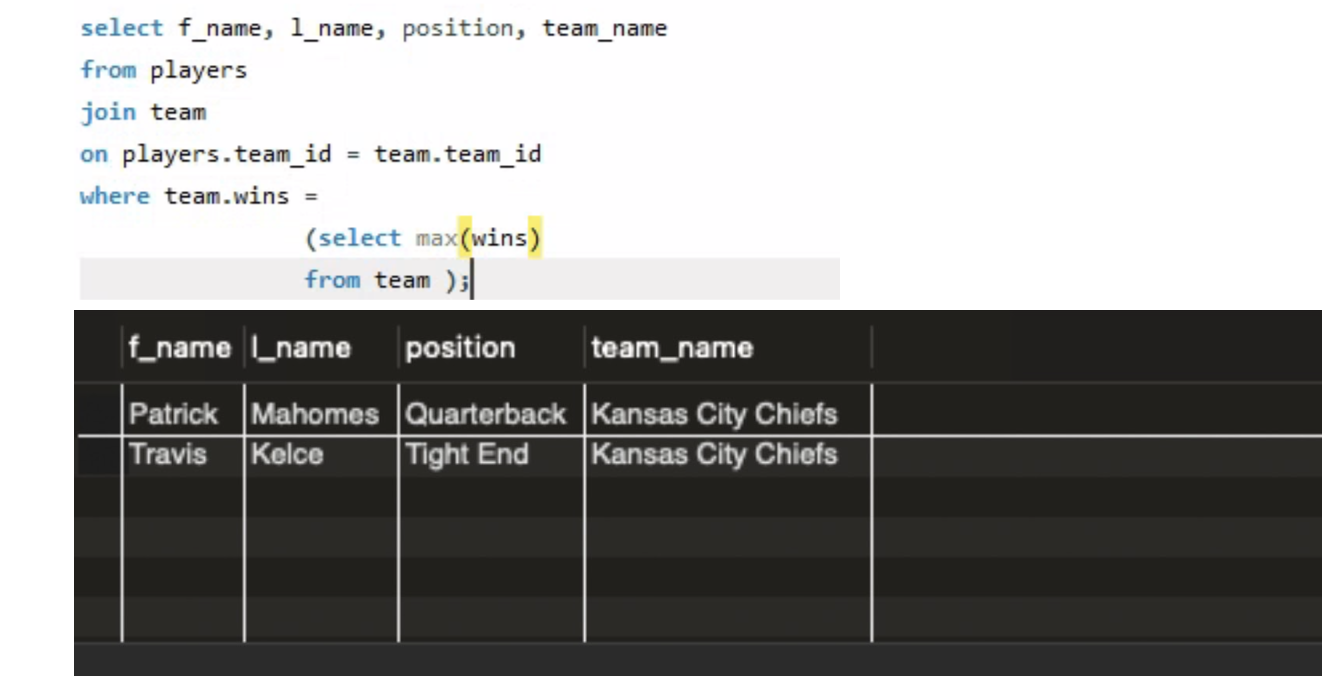 select f_name, l_name, position, team_name
from players
join team
on players.team_id = team.team_id
where team.wins =
(select max(wins)
from team );
f_name l_name position team_name
Patrick Mahomes Quarterback Kansas City Chiefs
Travis Kelce Tight End Kansas City Chiefs